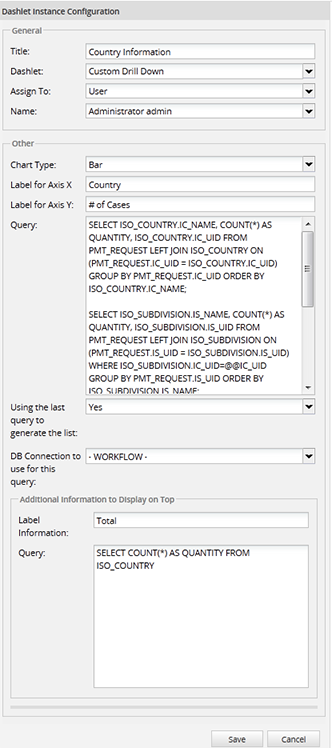 Dashlet Instance Configuration
General
Title: Country Information
Dashlet: Custom Drill Down
Assign To: User
Name: Administrator admin
Other
Chart Type: Bar
Label for Axis X Country
Label for Axis Y: # of Cases
Query: SELECT ISO_COUNTRY.IC_NAME, COUNT(*) AS
QUANTITY, ISO_COUNTRY.IC_UID FROM
PMT_REQUEST LEFT JOIN ISO_COUNTRY ON
(PMT_REQUEST.IC_UID = ISO_COUNTRY.IC_UID)
GROUP BY PMT_REQUEST.IC_UID ORDER BY
ISO_COUNTRY.IC_NAME;
SELECT ISO_SUBDIVISION.IS_NAME, COUNT(*) AS
QUANTITY, ISO_SUBDIVISION.IS_UID FROM
PMT_REQUEST LEFT JOIN ISO_SUBDIVISION ON
(PMT_REQUEST.IS_UID = ISO_SUBDIVISION.IS_UID)
WHERE ISO_SUBDIVISION.IC_UID=@@IC_UID
GROUP BY PMT_REQUEST.IS_UID ORDER BY
ISO_SUBDIVISION.IS_NAME;
Using the last Yes
query to
generate the list:
DB Connection to - WORKFLOW -
use for this
query:
Additional Information to Display on Top
Label Total
Information:
Query: SELECT COUNT(*) AS QUANTITY FROM
ISO_COUNTRY
Save Cancel